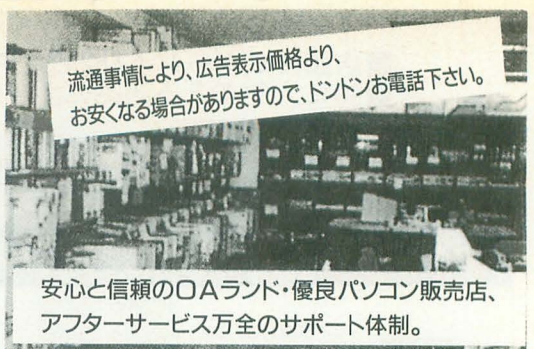 流通事情により、広告表示価格より、
お安くなる場合がありますので、ドンドンお電話下さい。
安心と信頼のOAランド・優良パソコン販売店、
アフターサービス万全のサポート体制。